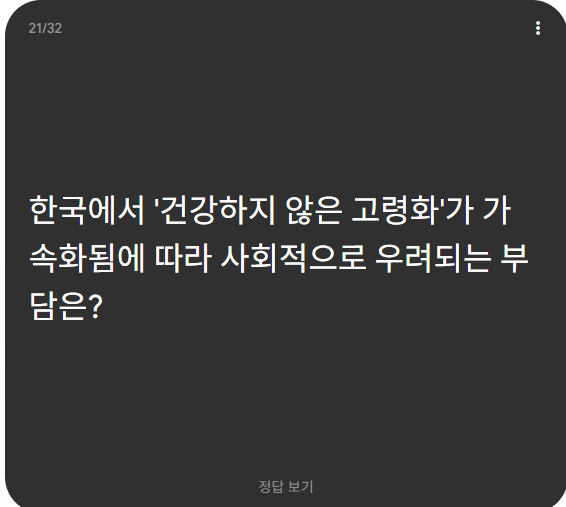 21/32
한국에서 '건강하지 않은 고령화'가 가
속화됨에 따라 사회적으로 우려되는 부
담은?
정답 보기